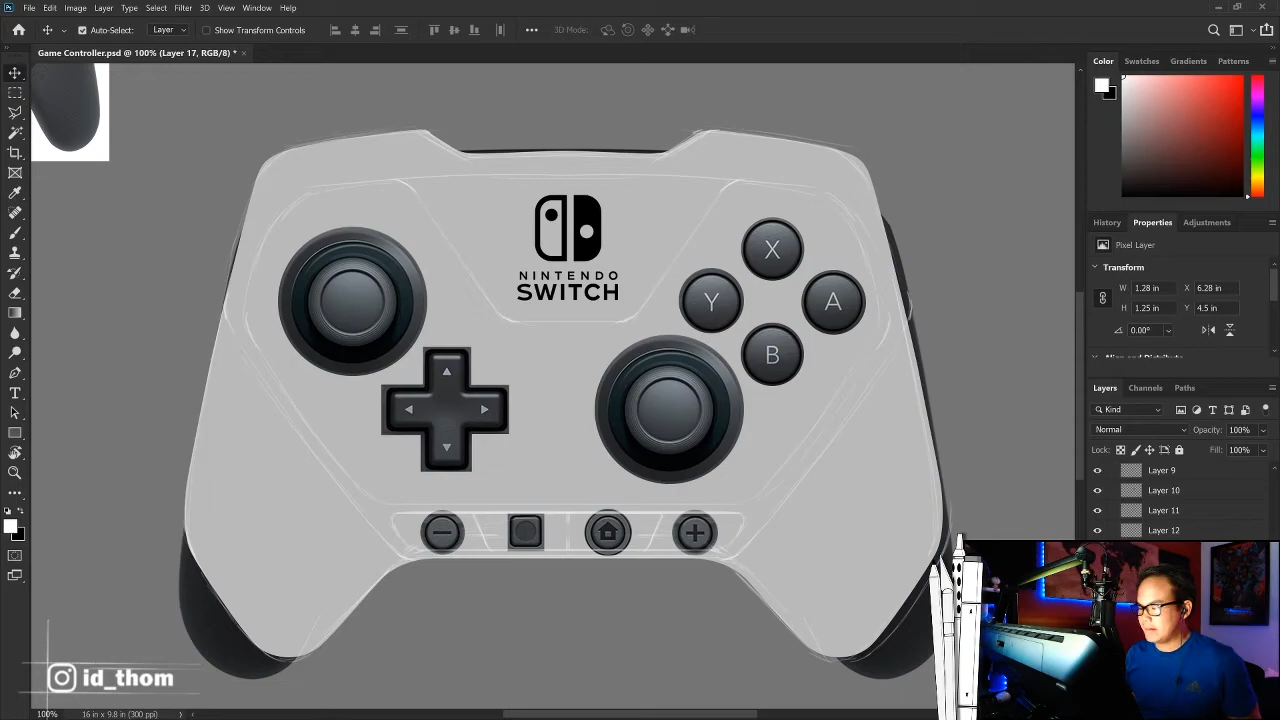 File Edit Image Layer Type Select Filter 3D View Plugins Window Help
Auto-Select: Layer Show Transform Controls 3D Mode:
Game Controller.psd @ 100% (Layer 17, RGB/8) * ×
Color Swatches Gradients Patterns
History Properties Adjustments
Pixel Layer
Transform
W 1.28 in X 6.28 in
H 1.25 in Y 4.5 in
0.00°
Align and Distribute
Layers Channels Paths
Kind
Normal Opacity: 100%
Lock: Fill: 100%
Layer 9
Layer 10
Layer 11
Layer 12
NINTENDO
SWITCH
X
Y A
B
id_thom
100% 16 in x 9.8 in (300 ppi)